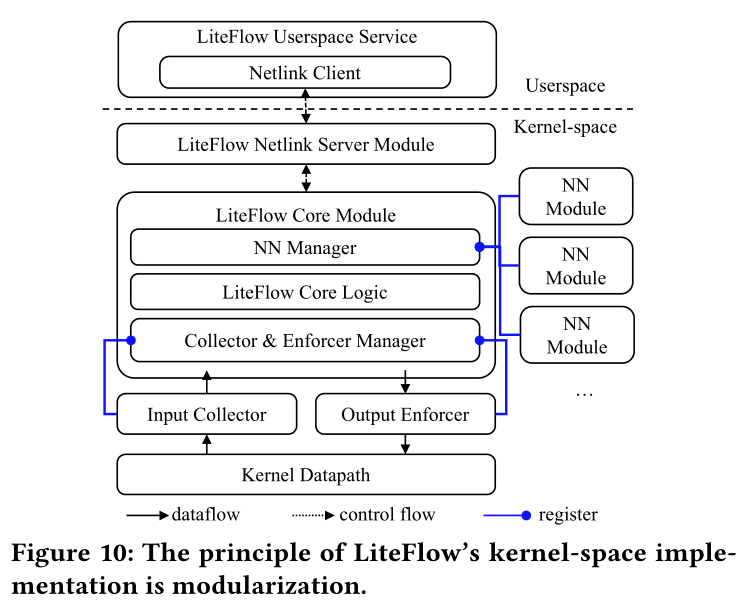 LiteFlow Userspace Service
Netlink Client
Userspace
Kernel-space
LiteFlow Netlink Server Module
LiteFlow Core Module
NN Manager
LiteFlow Core Logic
Collector & Enforcer Manager
NN
Module
NN
Module
NN
Module
...
Input Collector
Output Enforcer
Kernel Datapath
dataflow
control flow
register
Figure 10: The principle of LiteFlow's kernel-space imple-
mentation is modularization.